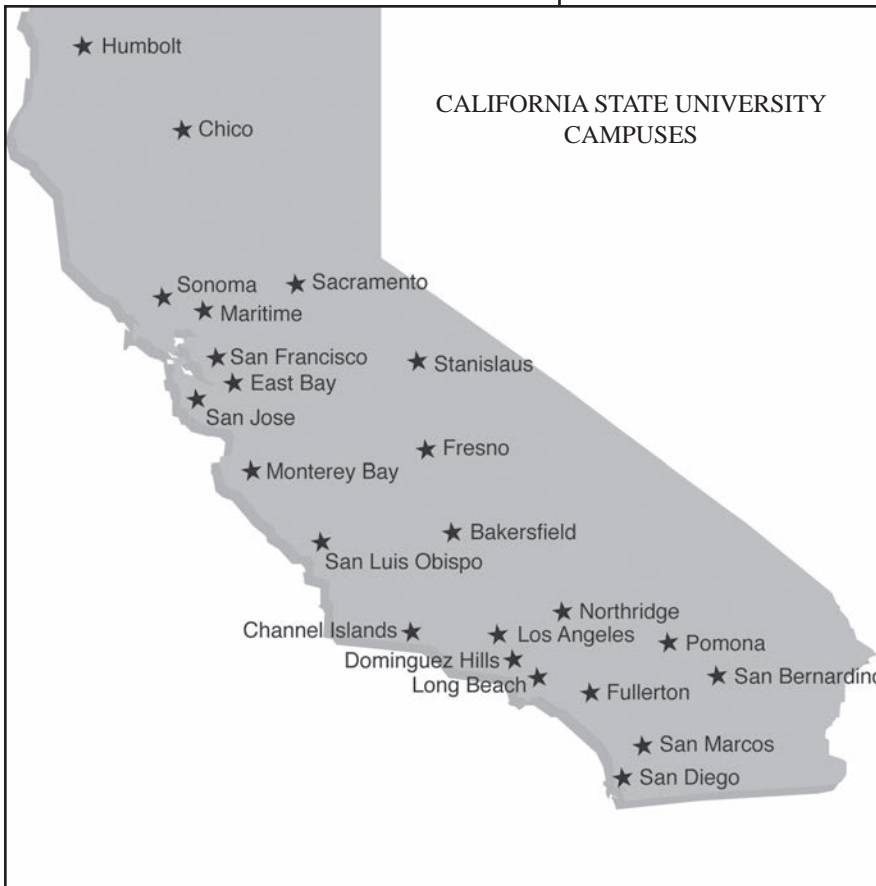 Humbolt
CALIFORNIA STATE UNIVERSITY
CAMPUSES
Chico
Sonoma
Sacramento
Maritime
San Francisco
Stanislaus
East Bay
San Jose
Fresno
Monterey Bay
Bakersfield
San Luis Obispo
Northridge
Channel Islands
Los Angeles
Pomona
Dominguez Hills
Long Beach
San Bernardino
Fullerton
San Marcos
San Diego